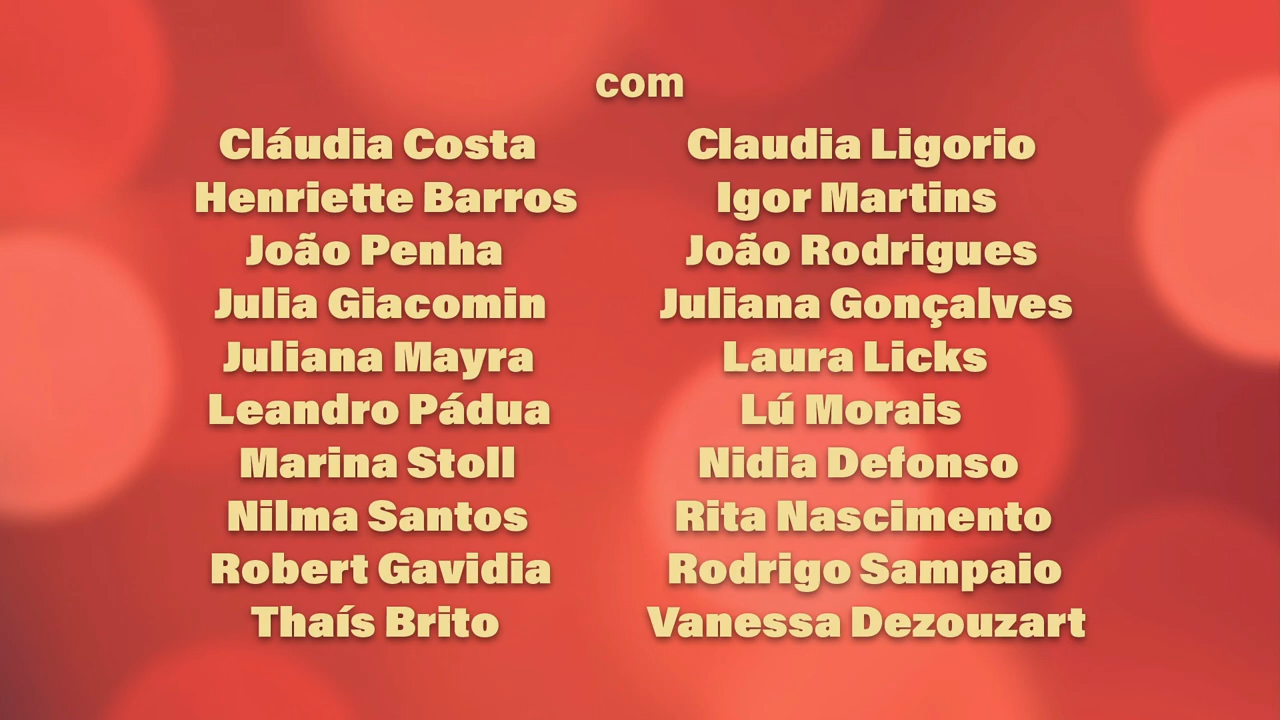 com
Cláudia Costa Claudia Ligorio
Henriette Barros Igor Martins
João Penha João Rodrigues
Julia Giacomin Juliana Gonçalves
Juliana Mayra Laura Licks
Leandro Pádua Lú Morais
Marina Stoll Nidia Defonso
Nilma Santos Rita Nascimento
Robert Gavidia Rodrigo Sampaio
Thaís Brito Vanessa Dezouzart